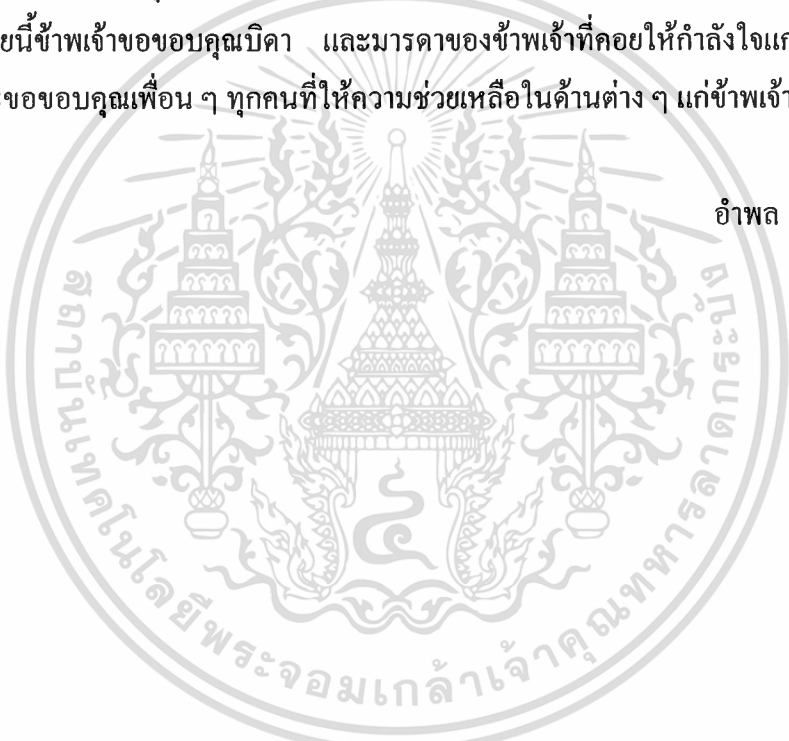 ยนี้ข้าพเจ้าขอขอบคุณบิดา และมารดาของข้าพเจ้าที่คอยให้กำลังใจแก
ขอขอบคุณเพื่อน ๆ ทุกคนที่ให้ความช่วยเหลือในด้านต่าง ๆ แก่ข้าพเจ้า
อำพล
สถาบันเทคโนโลยีพระจอมเกล้าเจ้าคุณทหารลาดกระบัง
๔